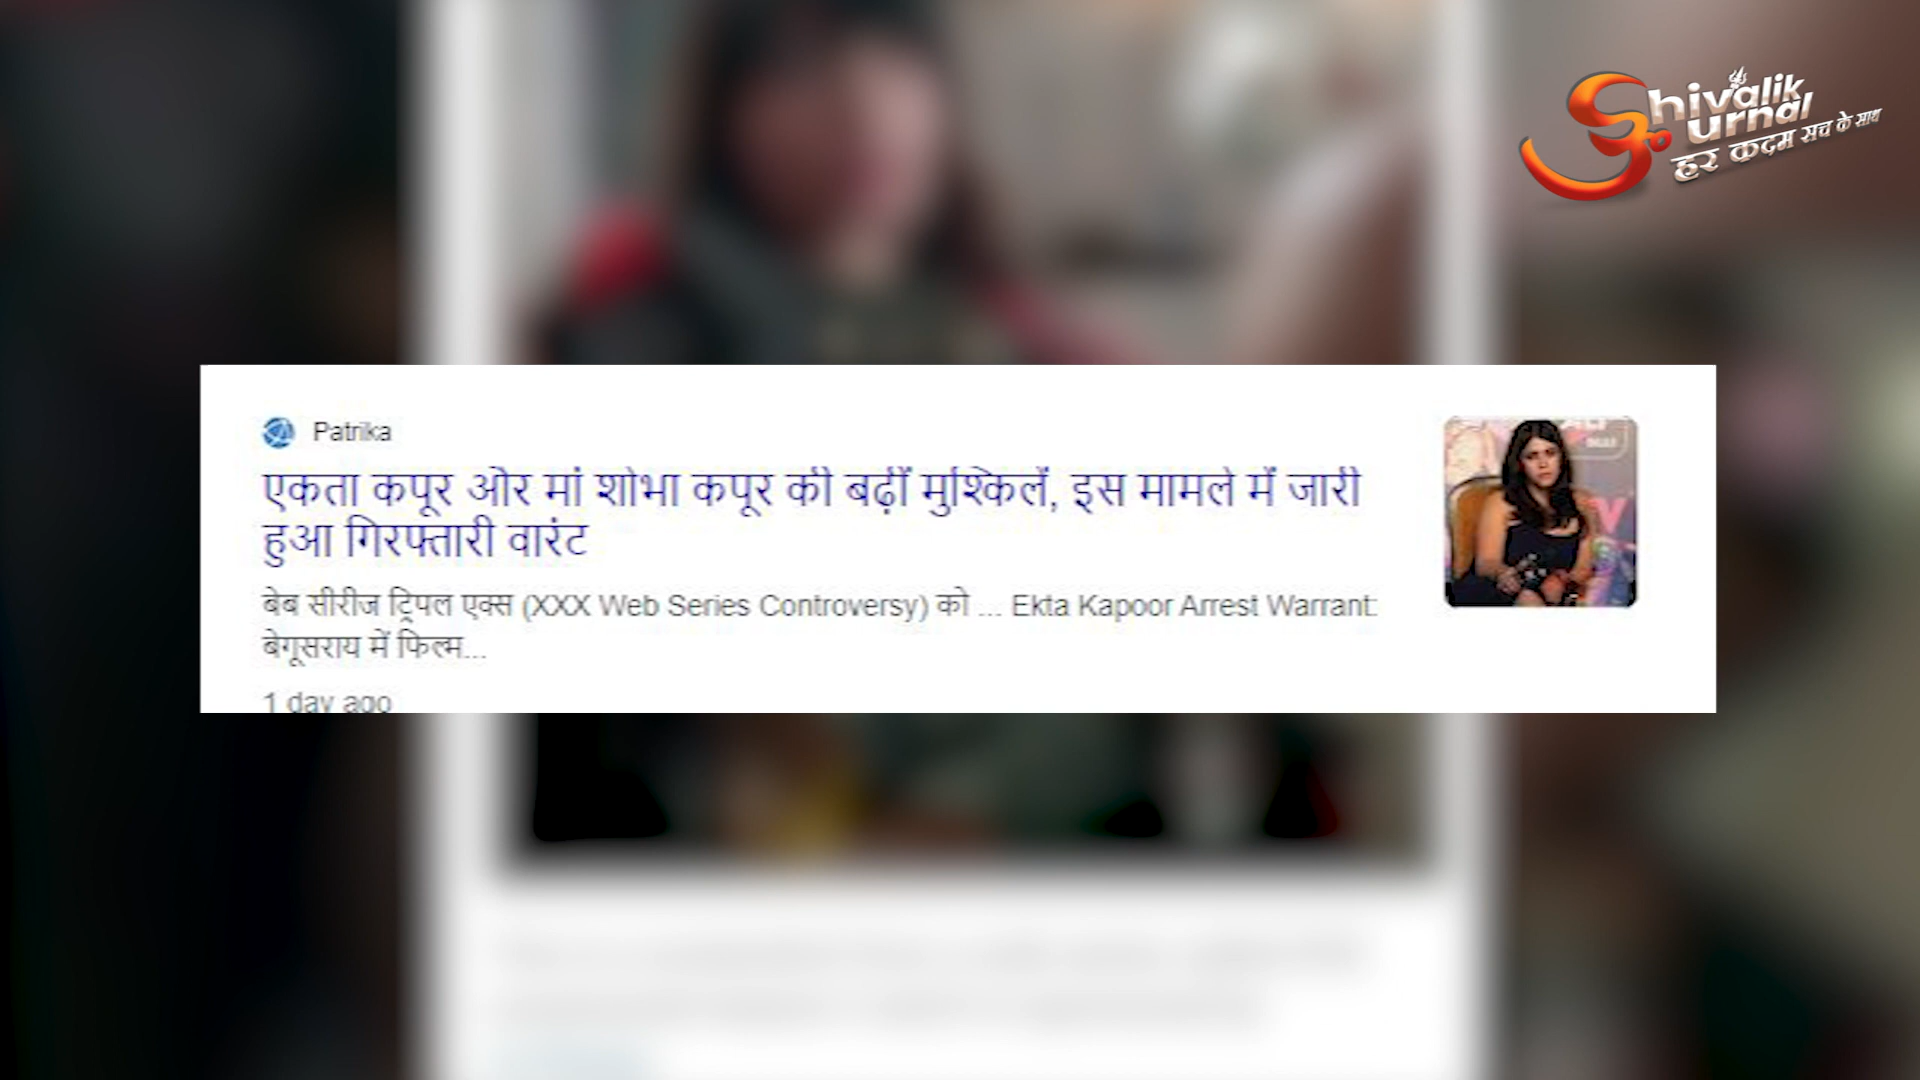 Shivalik
Jurnal
हर कदम सच के साथ
Patrika
एकता कपूर और मां शोभा कपूर की बढ़ीं मुश्किलें, इस मामले में जारी
हुआ गिरफ्तारी वारंट
बेब सीरीज ट्रिपल एक्स (XXX Web Series Controversy) को ... Ekta Kapoor Arrest Warrant:
बेगूसराय में फिल्म...
1 day ago